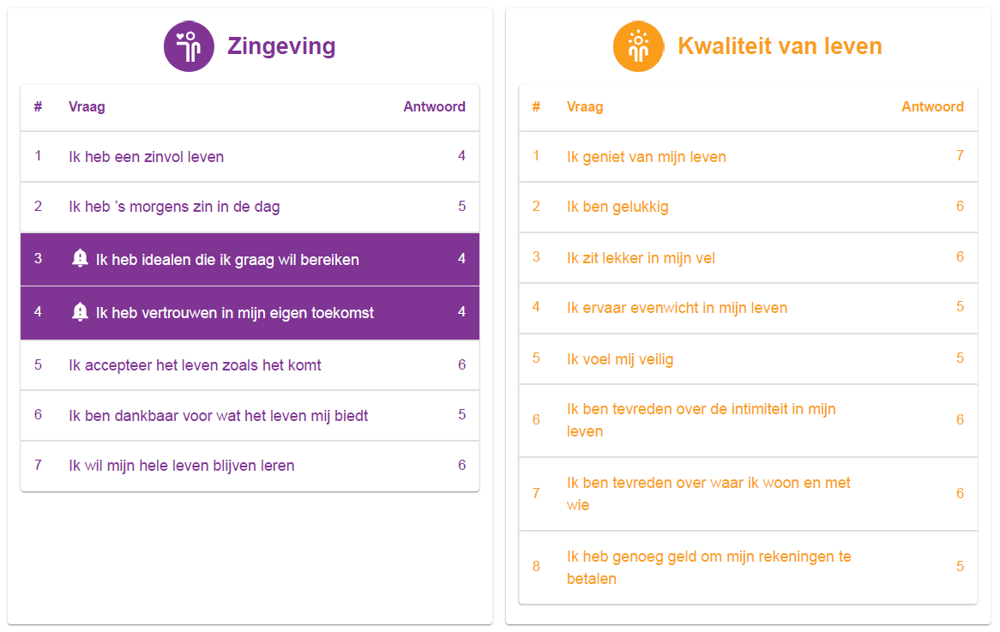 Zingeving
# Vraag Antwoord
1 Ik heb een zinvol leven 4
2 Ik heb 's morgens zin in de dag 5
3 Ik heb idealen die ik graag wil bereiken 4
4 Ik heb vertrouwen in mijn eigen toekomst 4
5 Ik accepteer het leven zoals het komt 6
6 Ik ben dankbaar voor wat het leven mij biedt 5
7 Ik wil mijn hele leven blijven leren 6
Kwaliteit van leven
# Vraag Antwoord
1 Ik geniet van mijn leven 7
2 Ik ben gelukkig 6
3 Ik zit lekker in mijn vel 6
4 Ik ervaar evenwicht in mijn leven 5
5 Ik voel mij veilig 5
6 Ik ben tevreden over de intimiteit in mijn
leven 6
7 Ik ben tevreden over waar ik woon en met
wie 6
8 Ik heb genoeg geld om mijn rekeningen te
betalen 5